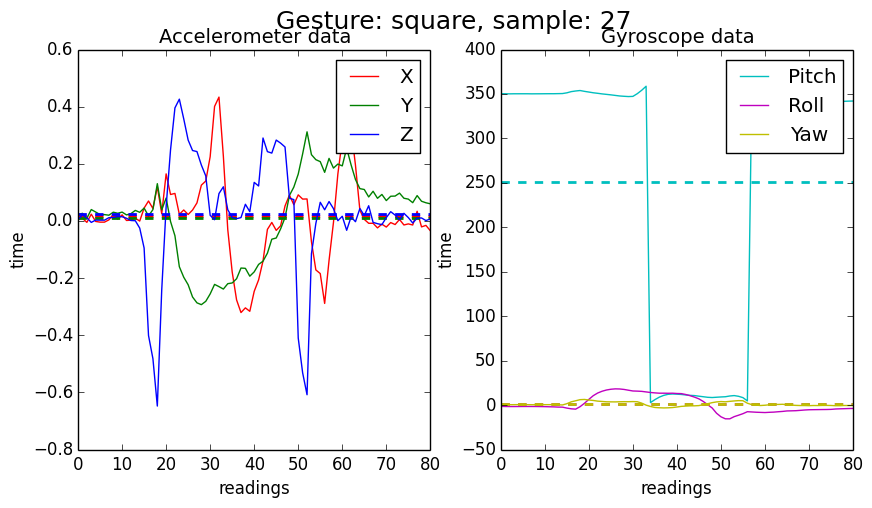 Gesture: square, sample: 27
Accelerometer data
0.6
0.4
0.2
0.0
−0.2
−0.4
−0.6
−0.8
time
0 10 20 30 40 50 60 70 80
readings
X
Y
Z
Gyroscope data
400
350
300
250
200
150
100
50
0
−50
time
0 10 20 30 40 50 60 70 80
readings
Pitch
Roll
Yaw